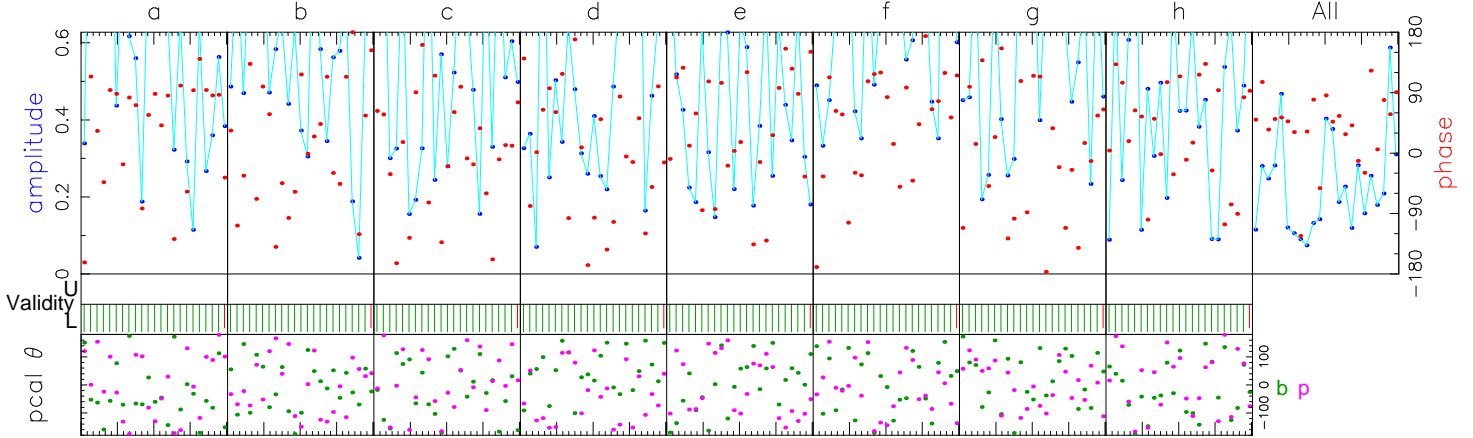 a b c d e f g h All
amplitude
0 0.2 0.4 0.6
phase
−180 −90 0 90 180
Validity
U
L
pcal θ
−100 0 100
b p